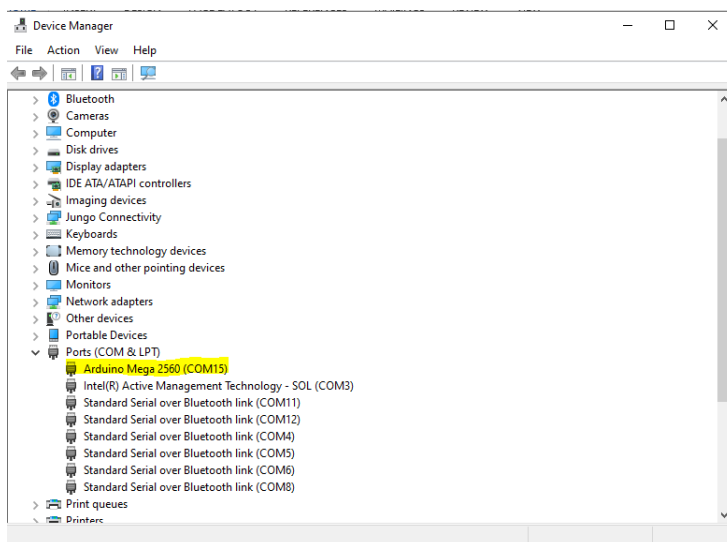 Device Manager
File Action View Help
Bluetooth
Cameras
Computer
Disk drives
Display adapters
IDE ATA/ATAPI controllers
Imaging devices
Jungo Connectivity
Keyboards
Memory technology devices
Mice and other pointing devices
Monitors
Network adapters
Other devices
Portable Devices
Ports (COM & LPT)
Arduino Mega 2560 (COM15)
Intel(R) Active Management Technology - SOL (COM3)
Standard Serial over Bluetooth link (COM11)
Standard Serial over Bluetooth link (COM12)
Standard Serial over Bluetooth link (COM4)
Standard Serial over Bluetooth link (COM5)
Standard Serial over Bluetooth link (COM6)
Standard Serial over Bluetooth link (COM8)
Print queues
Printers